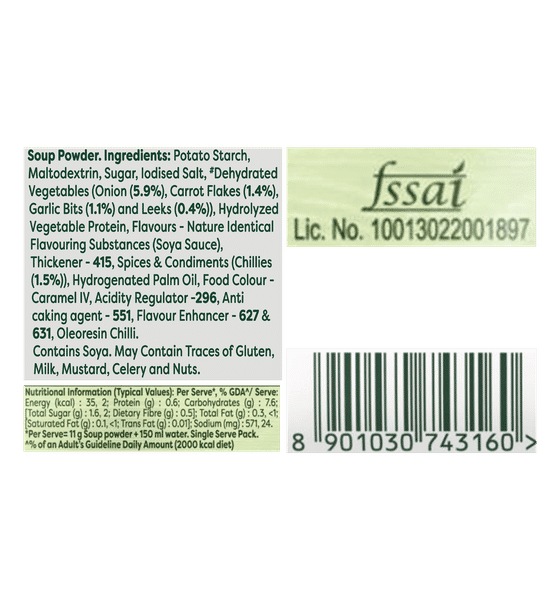 Soup Powder. Ingredients: Potato Starch,
Maltodextrin, Sugar, Iodised Salt, #Dehydrated
Vegetables (Onion (5.9%), Carrot Flakes (1.4%),
Garlic Bits (1.1%) and Leeks (0.4%)), Hydrolyzed
Vegetable Protein, Flavours - Nature Identical
Flavouring Substances (Soya Sauce),
Thickener - 415, Spices & Condiments (Chillies
(1.5%)), Hydrogenated Palm Oil, Food Colour -
Caramel IV, Acidity Regulator -296, Anti
caking agent - 551, Flavour Enhancer - 627 &
631, Oleoresin Chilli.
Contains Soya. May Contain Traces of Gluten,
Milk, Mustard, Celery and Nuts.
Nutritional Information (Typical Values): Per Serve*, % GDA^/ Serve:
Energy (kcal) : 35, 2; Protein (g) : 0.6; Carbohydrates (g) : 7.6;
[Total Sugar (g) : 1.6, 2; Dietary Fibre (g) : 0.5]; Total Fat (g) : 0.3, <1;
[Saturated Fat (g) : 0.1, <1; Trans Fat (g) : 0.01]; Sodium (mg) : 571, 24.
*Per Serve= 11 g Soup powder + 150 ml water. Single Serve Pack.
^% of an Adult's Guideline Daily Amount (2000 kcal diet)
fssai
Lic. No. 10013022001897
8 901030 743160 >